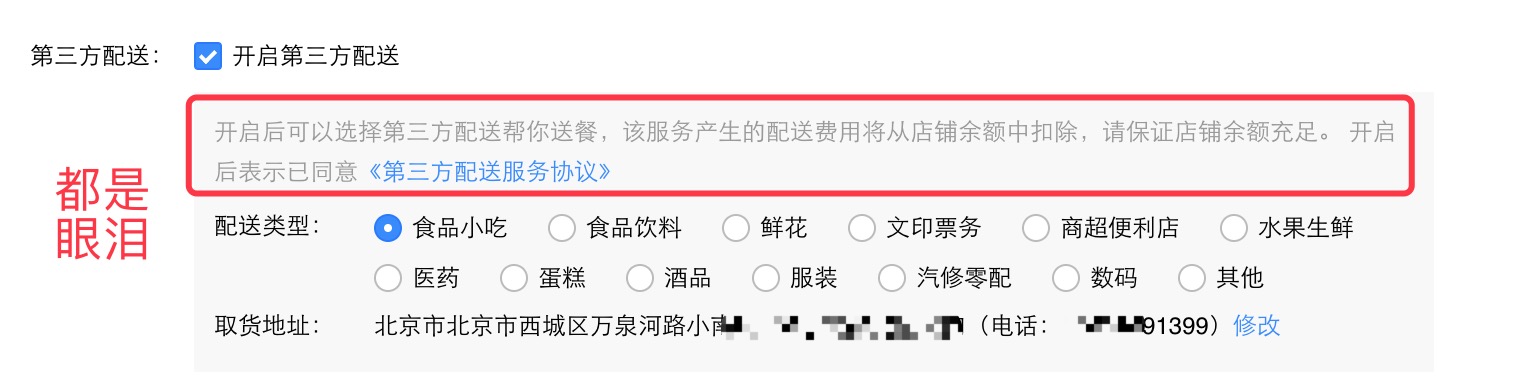 第三方配送： 开启第三方配送
开启后可以选择第三方配送帮你送餐，该服务产生的配送费用将从店铺余额中扣除，请保证店铺余额充足。 开启
后表示已同意《第三方配送服务协议》
都是
眼泪
配送类型： 食品小吃 食品饮料 鲜花 文印票务 商超便利店 水果生鲜
医药 蛋糕 酒品 服装 汽修零配 数码 其他
取货地址： 北京市北京市西城区万泉河路小南 （电话： 91399）修改